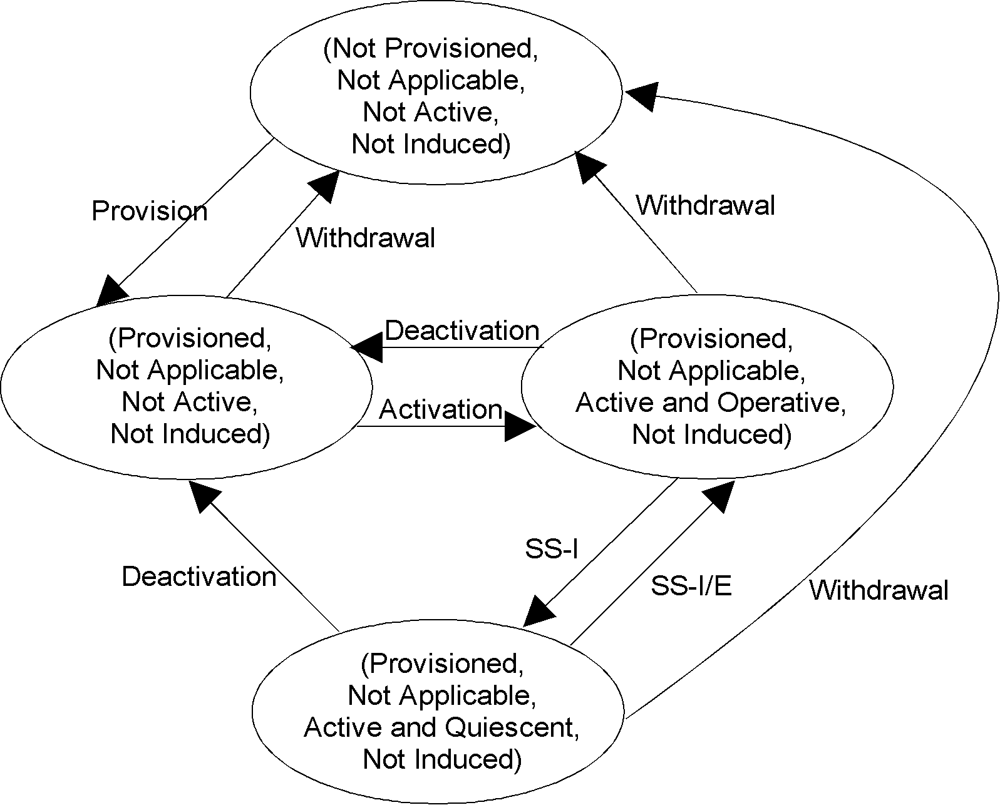 (Not Provisioned,
Not Applicable,
Not Active,
Not Induced)
Provision
Withdrawal
Withdrawal
(Provisioned,
Not Applicable,
Not Active,
Not Induced)
Deactivation
Activation
(Provisioned,
Not Applicable,
Active and Operative,
Not Induced)
Deactivation
SS-I
SS-I/E
Withdrawal
(Provisioned,
Not Applicable,
Active and Quiescent,
Not Induced)